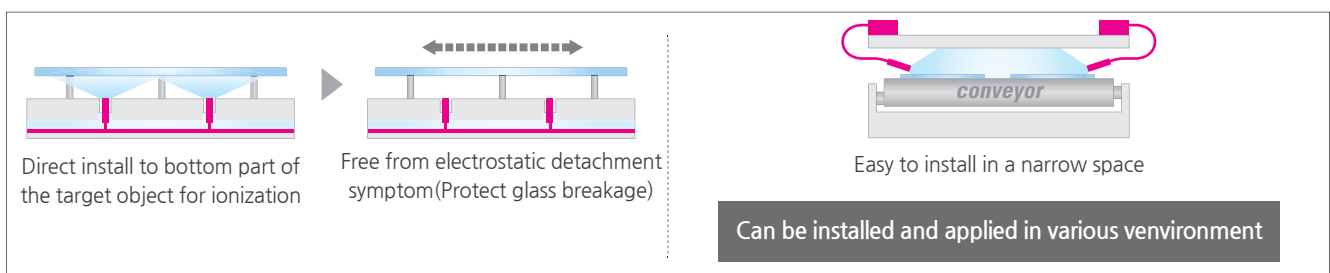 Direct install to bottom part of
the target object for ionization
Free from electrostatic detachment
symptom(Protect glass breakage)
conveyor
Easy to install in a narrow space
Can be installed and applied in various venvironment